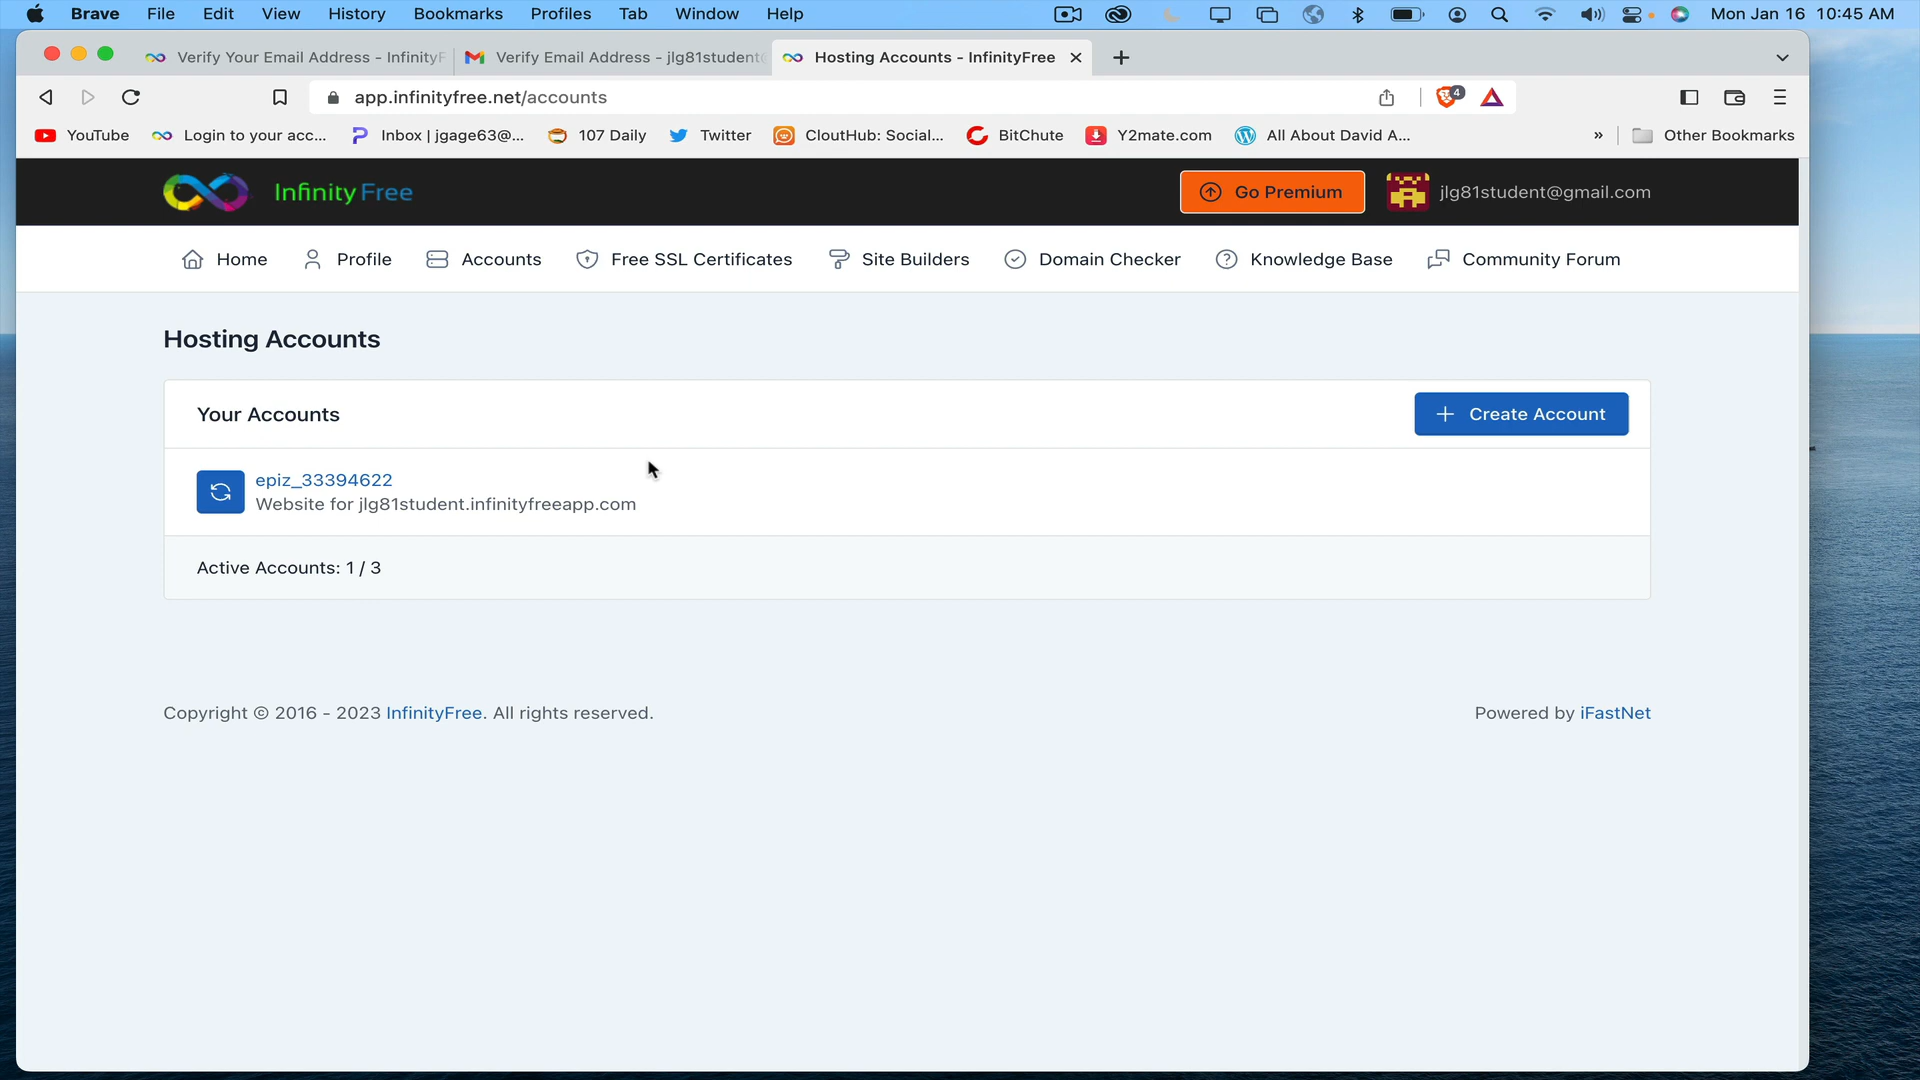 Brave File Edit View History Bookmarks Profiles Tab Window Help Mon Jan 16 10:45 AM
Verify Your Email Address - InfinityF Verify Email Address - jlg81student@ Hosting Accounts - InfinityFree
app.infinityfree.net/accounts 4
YouTube Login to your acc... Inbox | jgage63@... 107 Daily Twitter CloutHub: Social... BitChute Y2mate.com All About David A... » Other Bookmarks
InfinityFree Go Premium jlg81student@gmail.com
Home Profile Accounts Free SSL Certificates Site Builders Domain Checker Knowledge Base Community Forum
Hosting Accounts
Your Accounts + Create Account
epiz_33394622
Website for jlg81student.infinityfreeapp.com
Active Accounts: 1 / 3
Copyright © 2016 - 2023 InfinityFree. All rights reserved. Powered by iFastNet